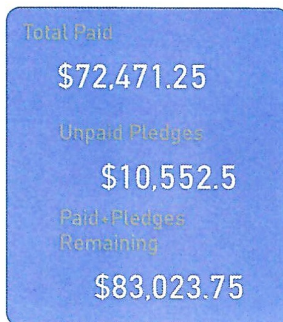 Total Paid
$72,471.25
Unpaid Pledges
$10,552.5
Paid+Pledges
Remaining
$83,023.75